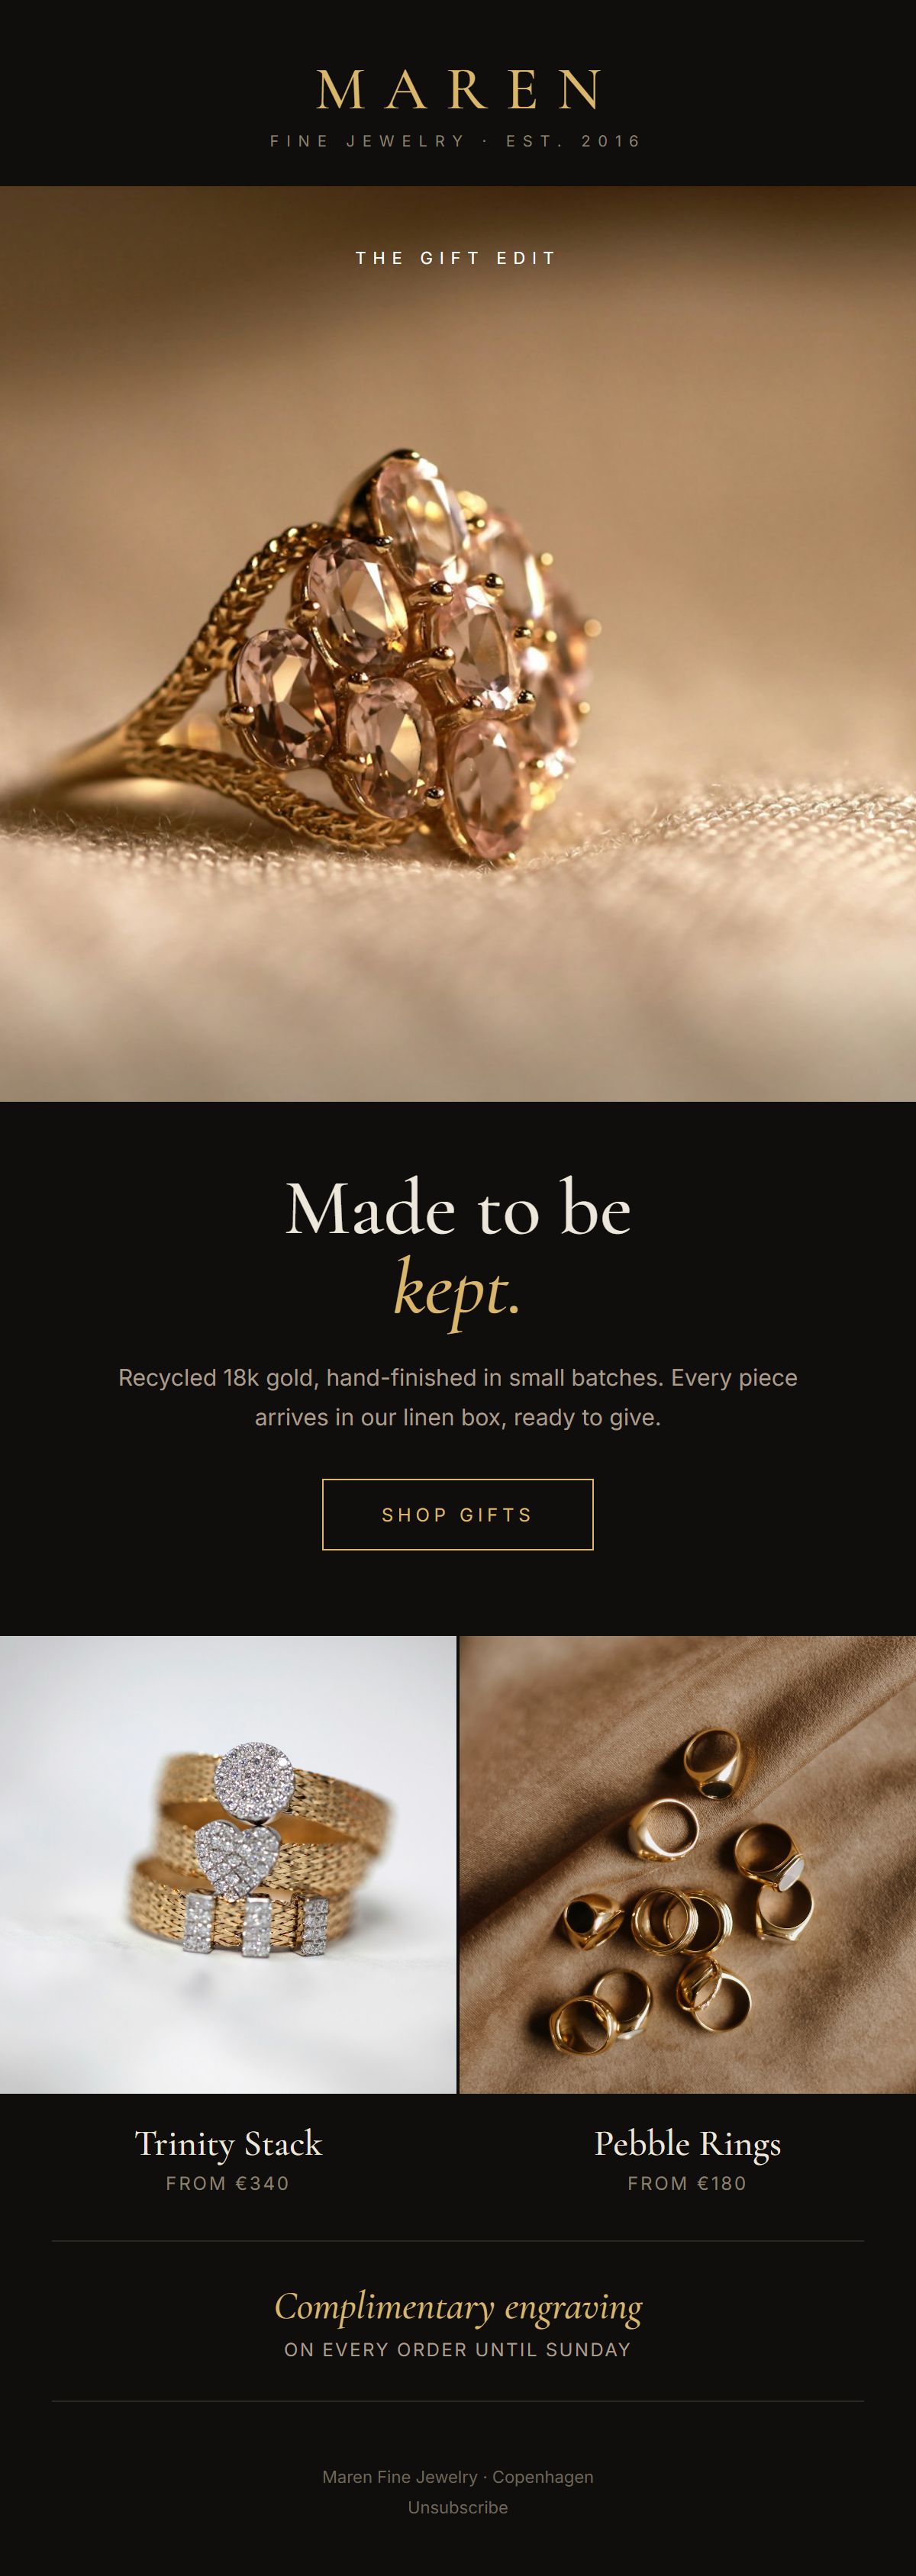 MAREN
FINE JEWELRY · EST. 2016
THE GIFT EDIT
Made to be
kept.
Recycled 18k gold, hand-finished in small batches. Every piece
arrives in our linen box, ready to give.
SHOP GIFTS
Trinity Stack
FROM €340
Pebble Rings
FROM €180
Complimentary engraving
ON EVERY ORDER UNTIL SUNDAY
Maren Fine Jewelry · Copenhagen
Unsubscribe